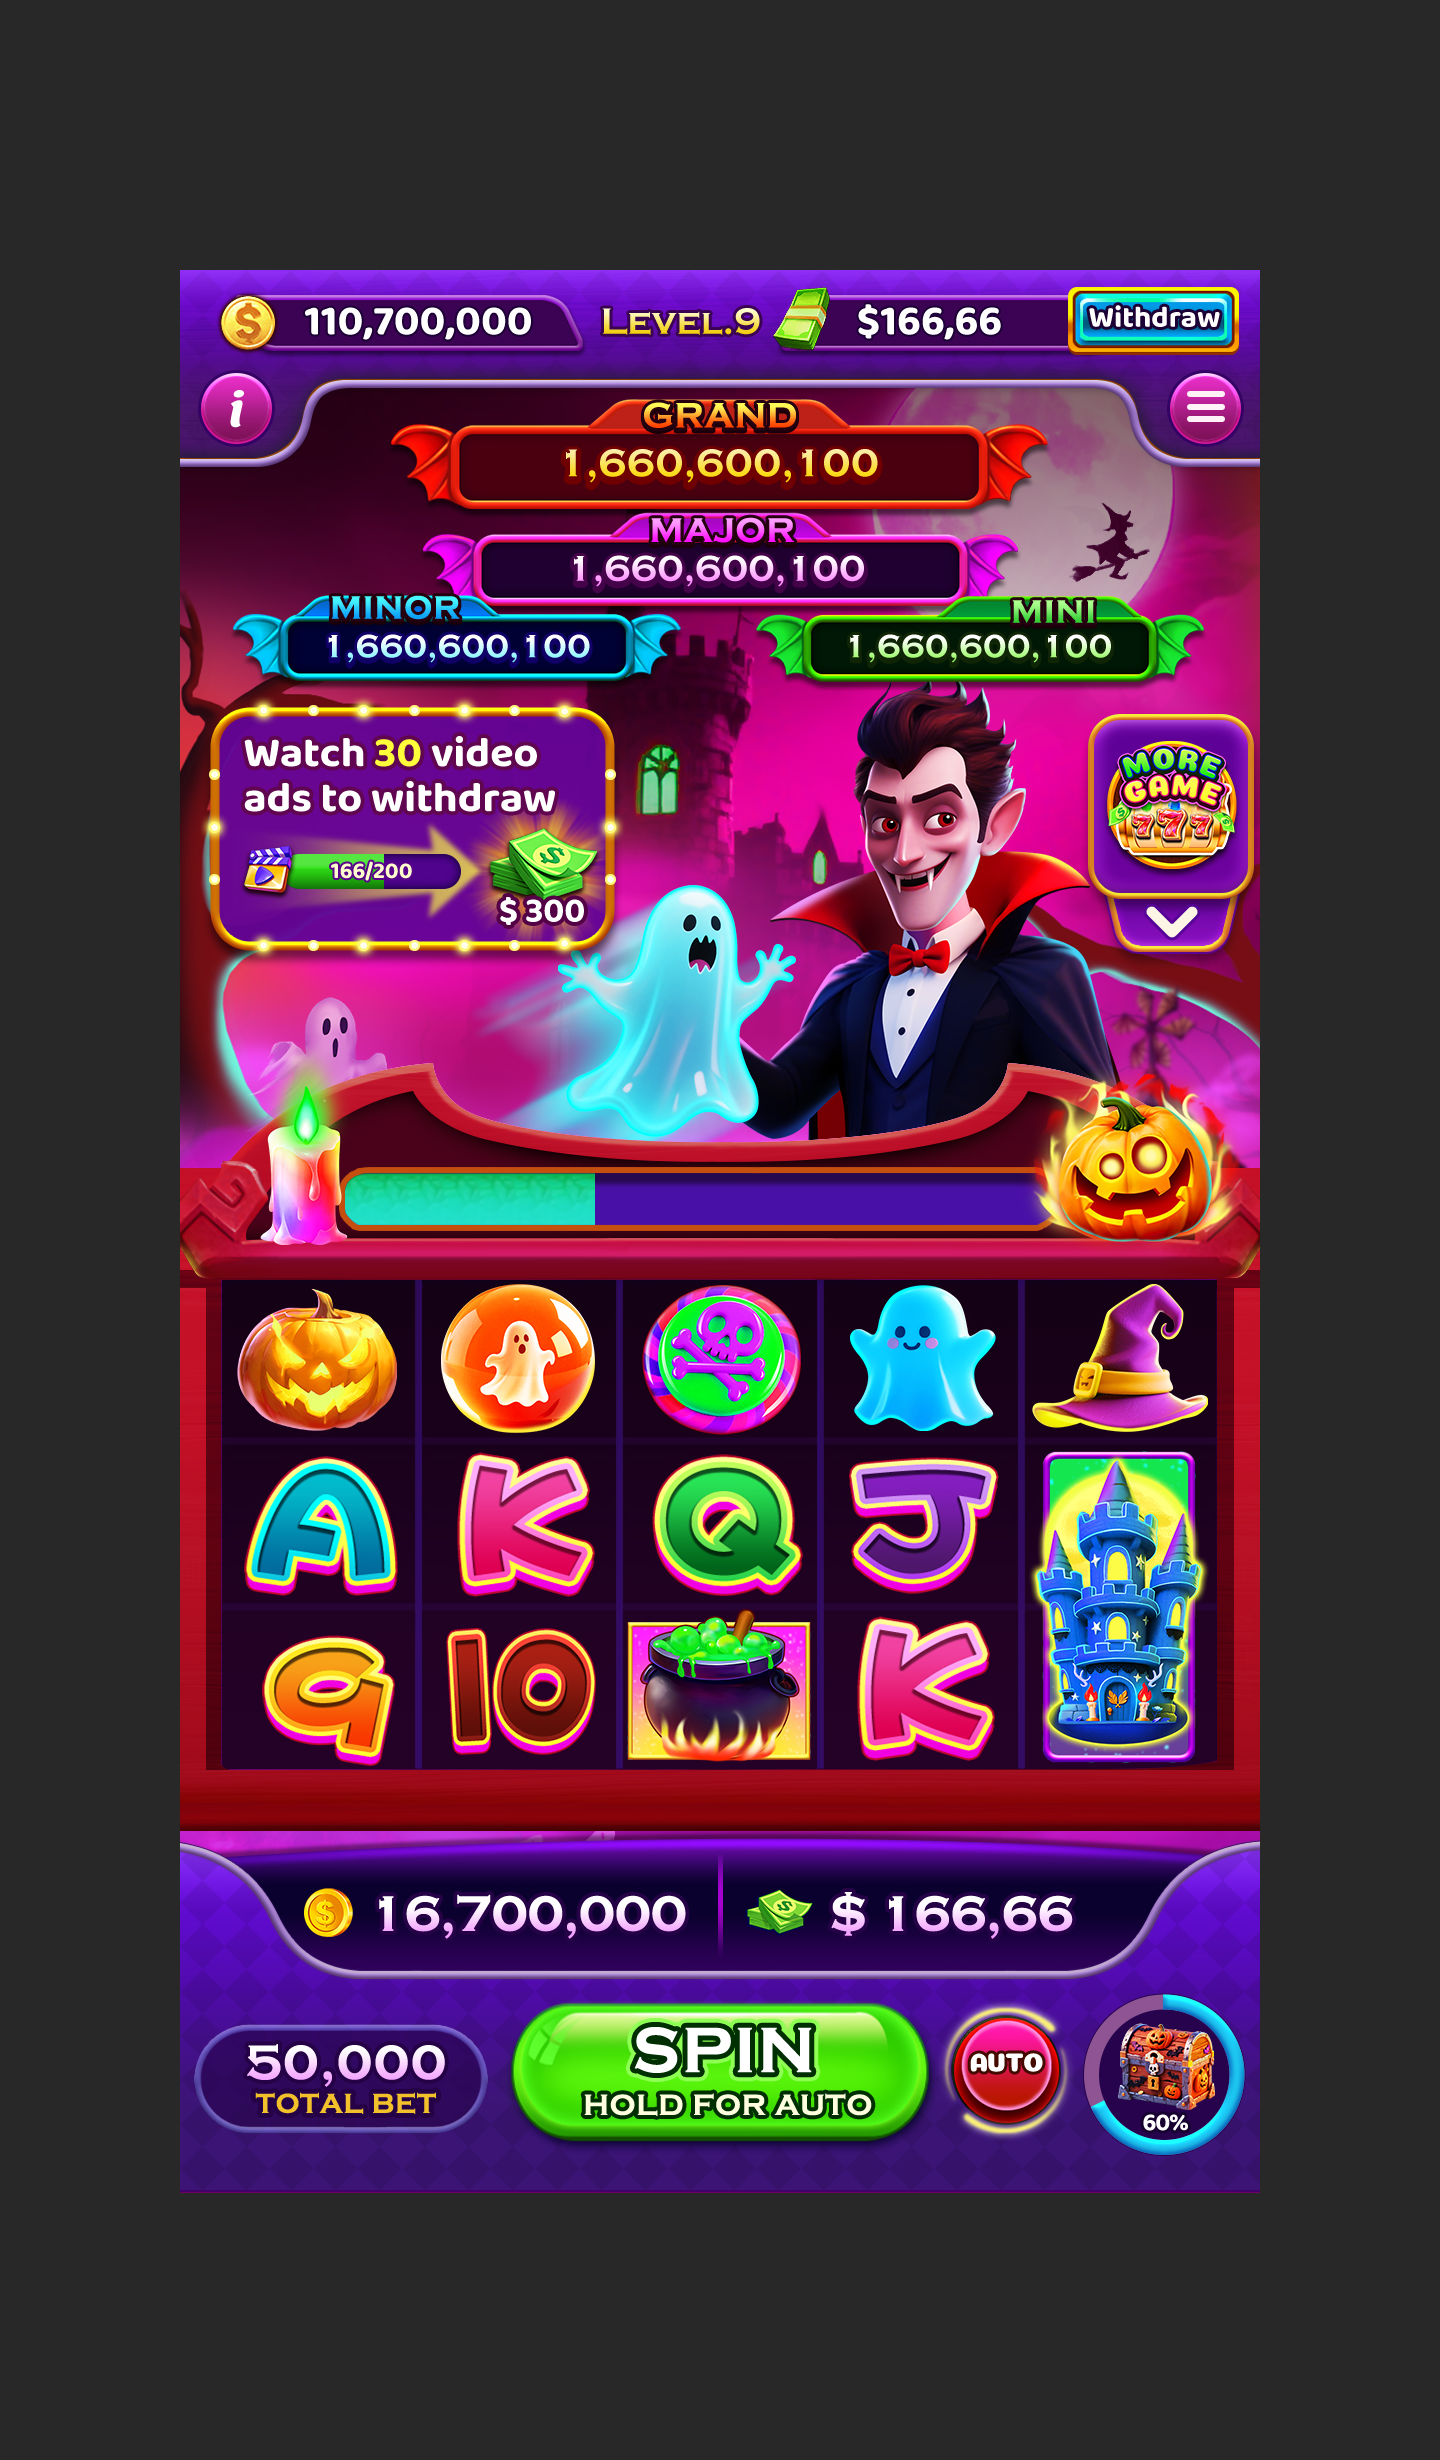 110,700,000
LEVEL.9
$166,66
Withdraw
i
GRAND
1,660,600,100
MAJOR
1,660,600,100
MINOR
1,660,600,100
MINI
1,660,600,100
Watch 30 video
ads to withdraw
166/200
$300
MORE
GAME
777
A K Q J
9 10 K
16,700,000
$ 166,66
50,000
TOTAL BET
SPIN
HOLD FOR AUTO
AUTO
60%